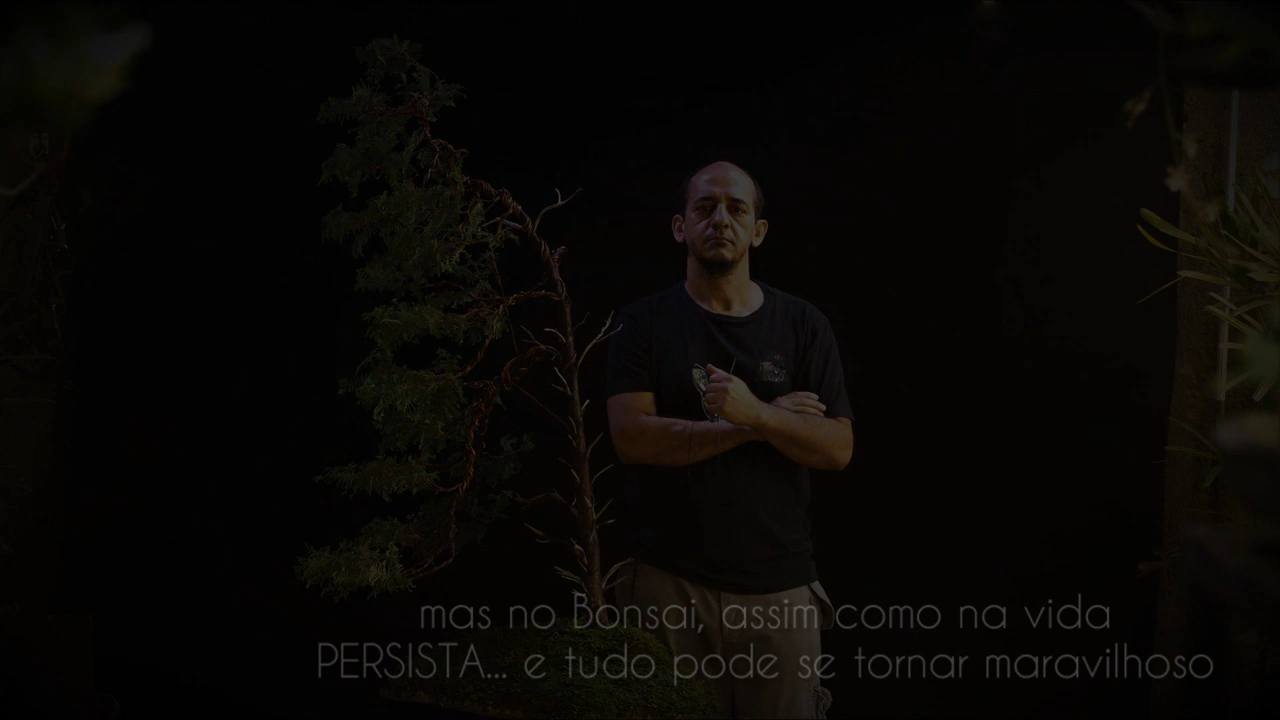 mas no Bonsai, assim como na vida
PERSISTA... e tudo pode se tornar maravilhoso